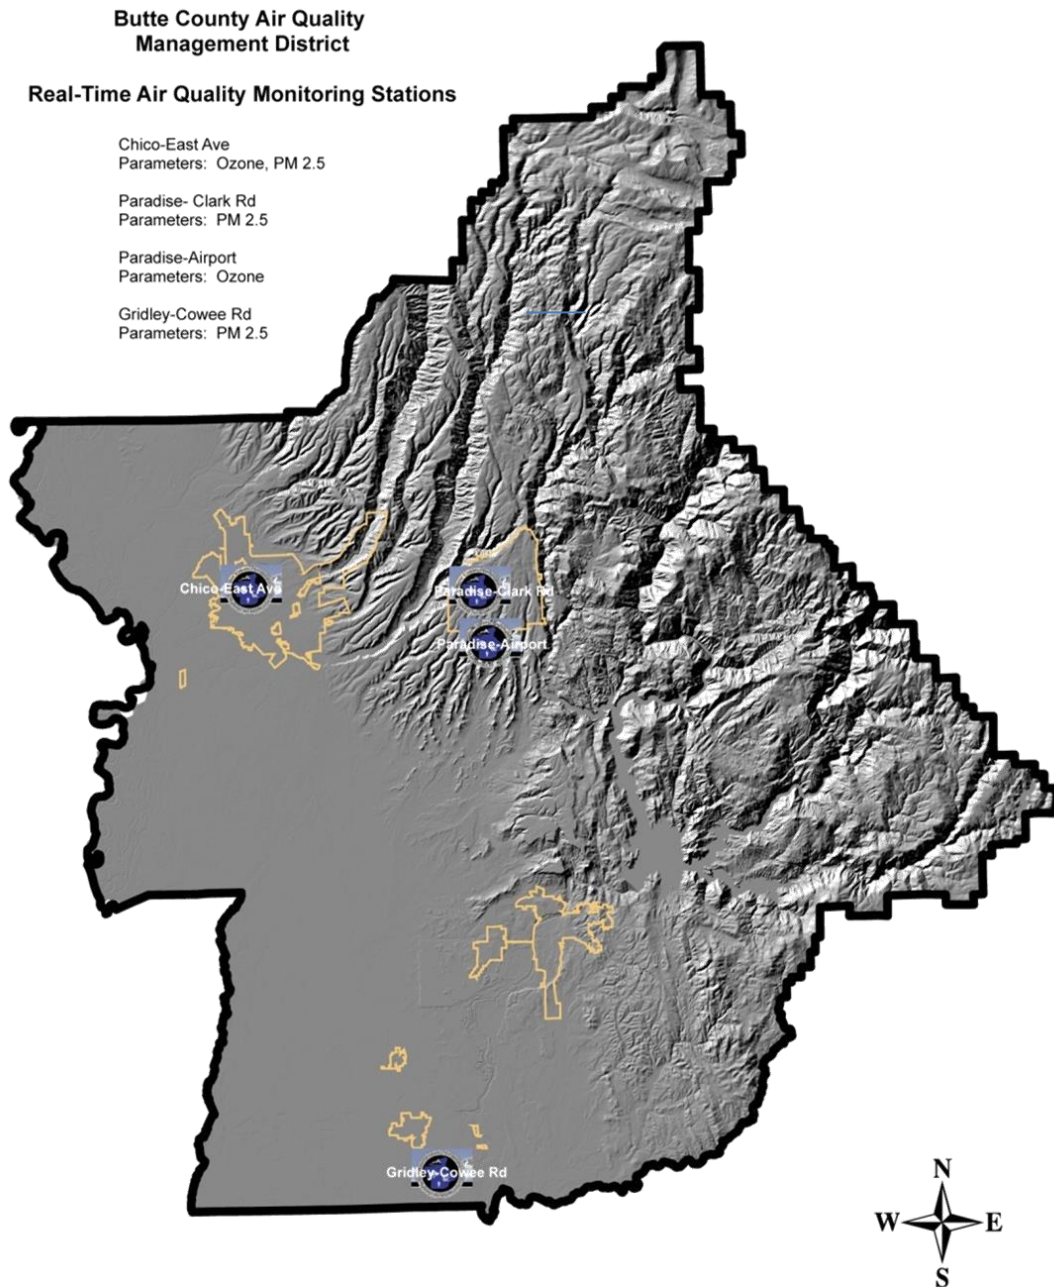 Butte County Air Quality
Management District
Real-Time Air Quality Monitoring Stations
Chico-East Ave
Parameters: Ozone, PM 2.5
Paradise- Clark Rd
Parameters: PM 2.5
Paradise-Airport
Parameters: Ozone
Gridley-Cowee Rd
Parameters: PM 2.5
Chico-East Ave
Paradise-Clark Rd
Paradise-Airport
Gridley-Cowee Rd
N
W E
S